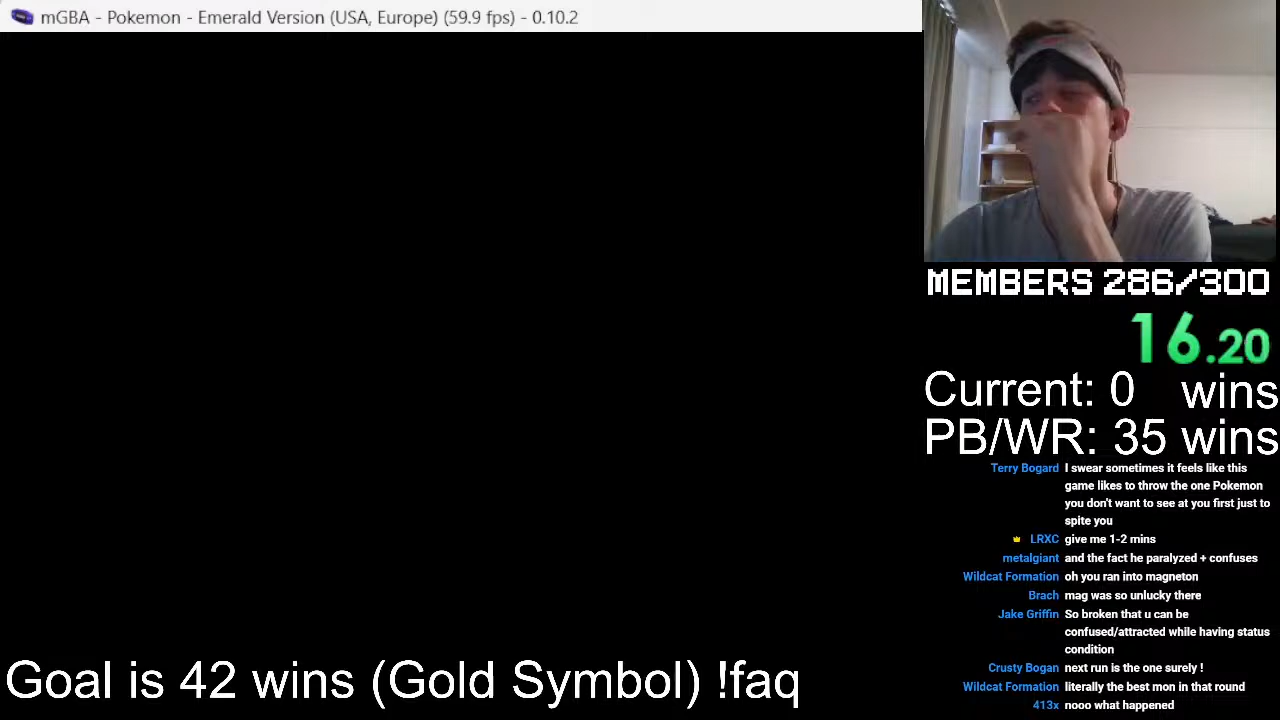 mGBA - Pokemon - Emerald Version (USA, Europe) (59.9 fps) - 0.10.2
MEMBERS 286/300
16.20
Current: 0 wins
PB/WR: 35 wins
Terry Bogard I swear sometimes it feels like this
game likes to throw the one Pokemon
you don't want to see at you first just to
spite you
LRXC give me 1-2 mins
metalgiant and the fact he paralyzed + confuses
Wildcat Formation oh you ran into magneton
Brach mag was so unlucky there
Jake Griffin So broken that u can be
confused/attracted while having status
condition
Crusty Bogan next run is the one surely !
Wildcat Formation literally the best mon in that round
413x nooo what happened
Goal is 42 wins (Gold Symbol) !faq